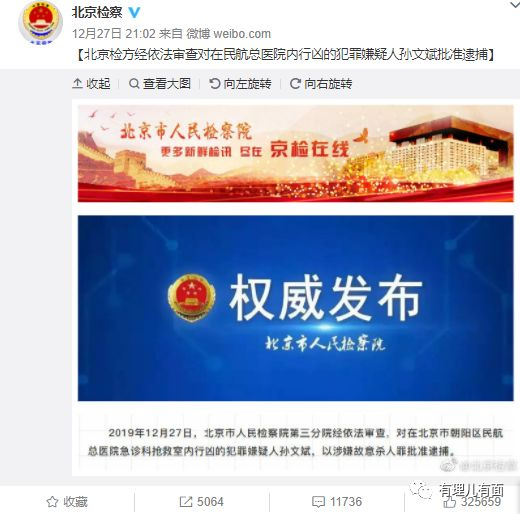 北京检察
12月27日 21:02 来自 微博 weibo.com
【北京检方经依法审查对在民航总医院内行凶的犯罪嫌疑人孙文斌批准逮捕】
收起 查看大图 向左旋转 向右旋转
北京市人民检察院
更多新鲜检讯 尽在 京检在线
权威发布
北京市人民检察院
2019年12月27日，北京市人民检察院第三分院经依法审查，对在北京市朝阳区民航
总医院急诊科抢救室内行凶的犯罪嫌疑人孙文斌，以涉嫌故意杀人罪批准逮捕。
@北京检察
有理儿有面
收藏 5064 11736 325659